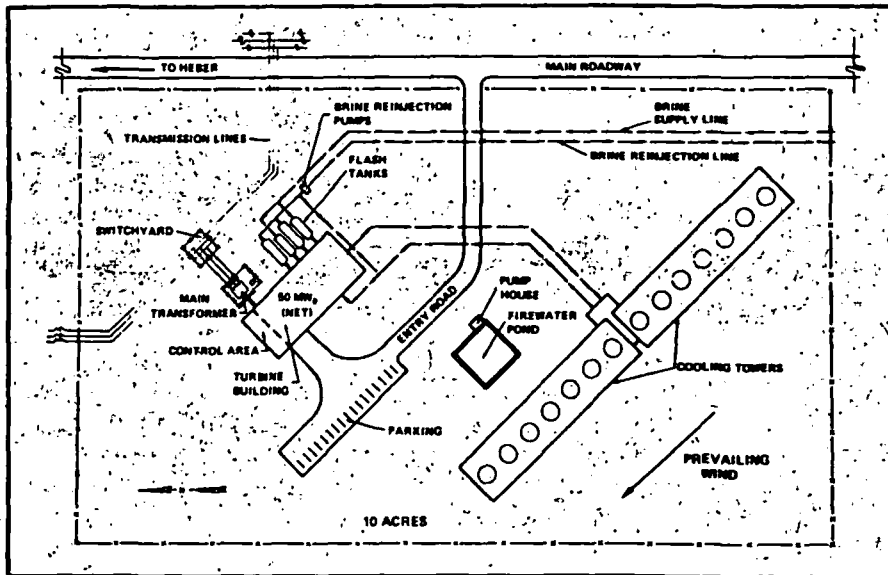 TO HEBER
MAIN ROADWAY
BRINE REINJECTION
PUMPS
BRINE
SUPPLY LINE
TRANSMISSION LINES
FLASH
TANKS
BRINE REINJECTION LINE
SWITCHYARD
MAIN
TRANSFORMER
50 MWe
(NET)
PUMP
HOUSE
FIREWATER
POND
ENTRY ROAD
CONTROL AREA
TURBINE
BUILDING
COOLING TOWERS
PARKING
PREVAILING
WIND
10 ACRES